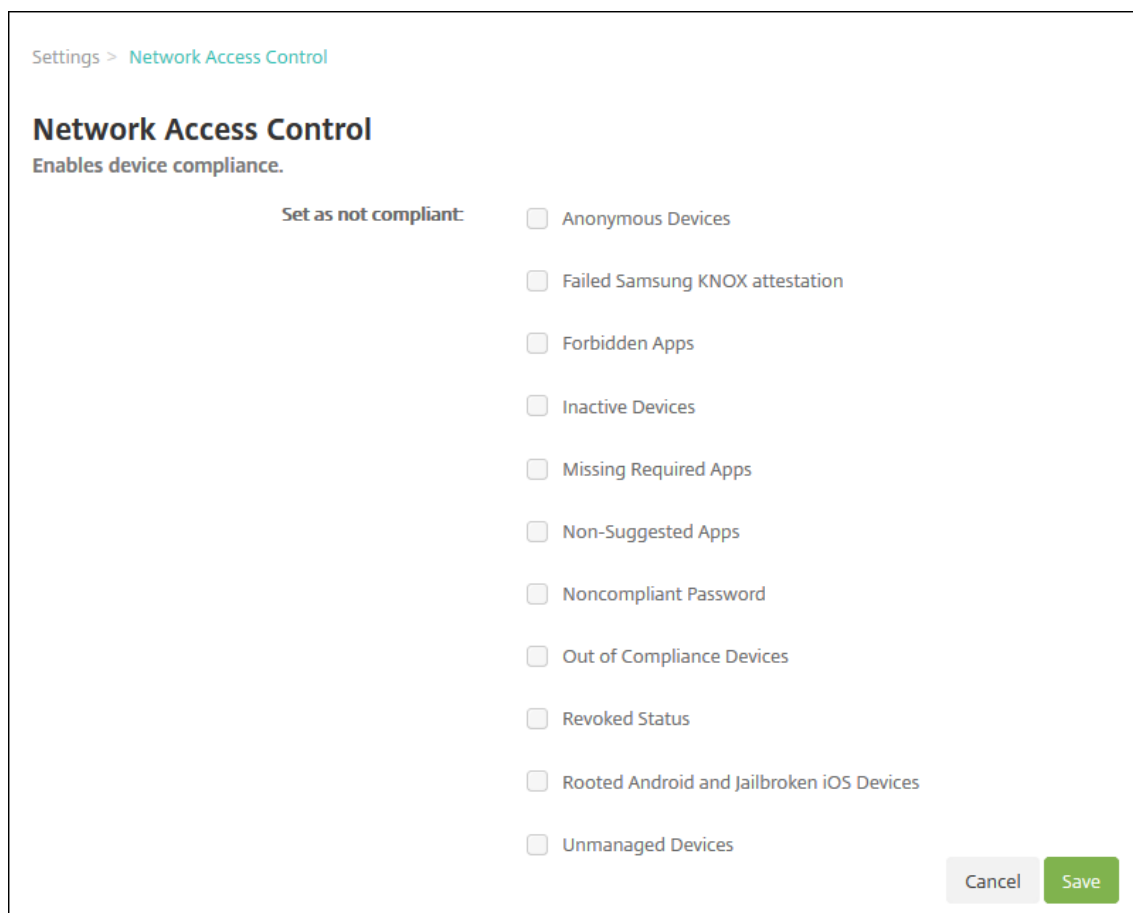 Settings > Network Access Control
Network Access Control
Enables device compliance.
Set as not compliant:
Anonymous Devices
Failed Samsung KNOX attestation
Forbidden Apps
Inactive Devices
Missing Required Apps
Non-Suggested Apps
Noncompliant Password
Out of Compliance Devices
Revoked Status
Rooted Android and Jailbroken iOS Devices
Unmanaged Devices
Cancel
Save